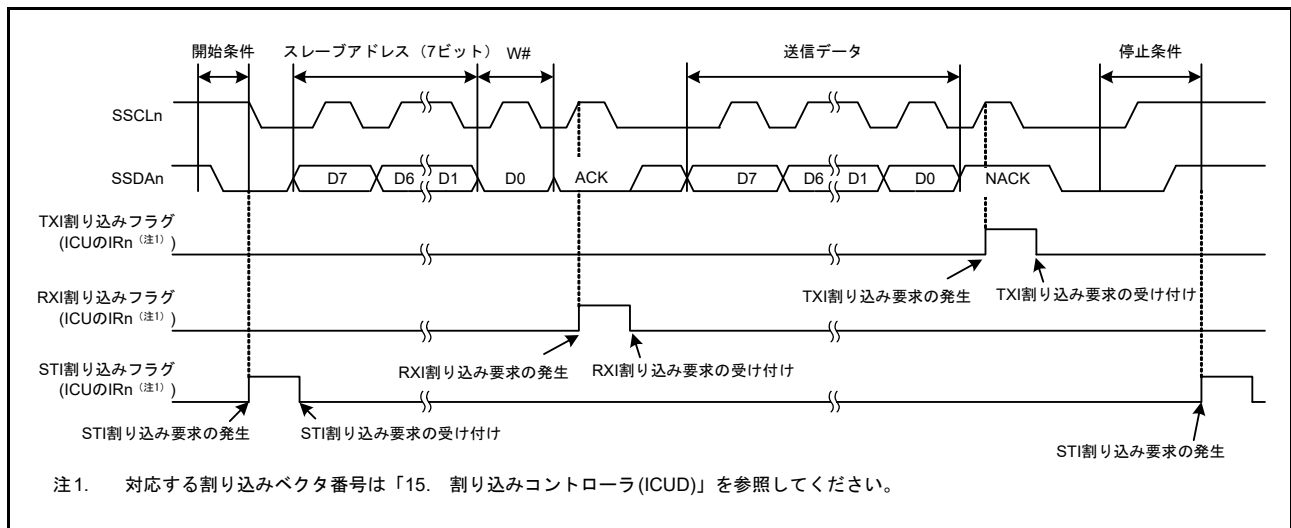 開始条件 スレーブアドレス（7ビット） W# 送信データ 停止条件
SSCLn
SSDAn D7 D6 D1 D0 ACK D7 D6 D1 D0 NACK
TXI割り込みフラグ
(ICUのIRn（注1）)
TXI割り込み要求の発生 TXI割り込み要求の受け付け
RXI割り込みフラグ
(ICUのIRn（注1）)
RXI割り込み要求の発生 RXI割り込み要求の受け付け
STI割り込みフラグ
(ICUのIRn（注1）)
STI割り込み要求の発生 STI割り込み要求の受け付け
STI割り込み要求の発生
注1. 対応する割り込みベクタ番号は「15. 割り込みコントローラ(ICUD)」を参照してください。